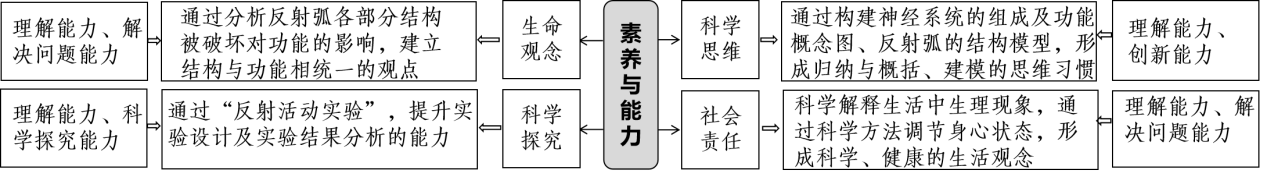 理解能力、解
决问题能力
通过分析反射弧各部分结构
被破坏对功能的影响，建立
结构与功能相统一的观点
生命
观念
素养与能力
科学
思维
通过构建神经系统的组成及功能
概念图、反射弧的结构模型，形
成归纳与概括、建模的思维习惯
理解能力、
创新能力
理解能力、科
学探究能力
通过“反射活动实验”，提升实
验设计及实验结果分析的能力
科学
探究
社会
责任
科学解释生活中生理现象，通
过科学方法调节身心状态，形
成科学、健康的生活观念
理解能力、解
决问题能力